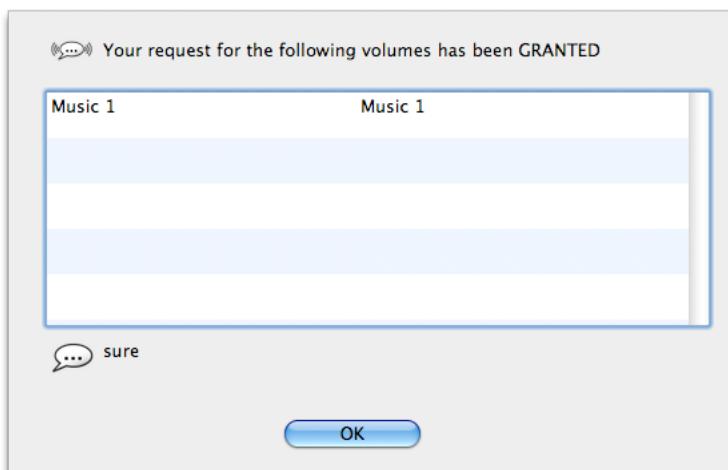 Your request for the following volumes has been GRANTED
Music 1 Music 1
sure
OK